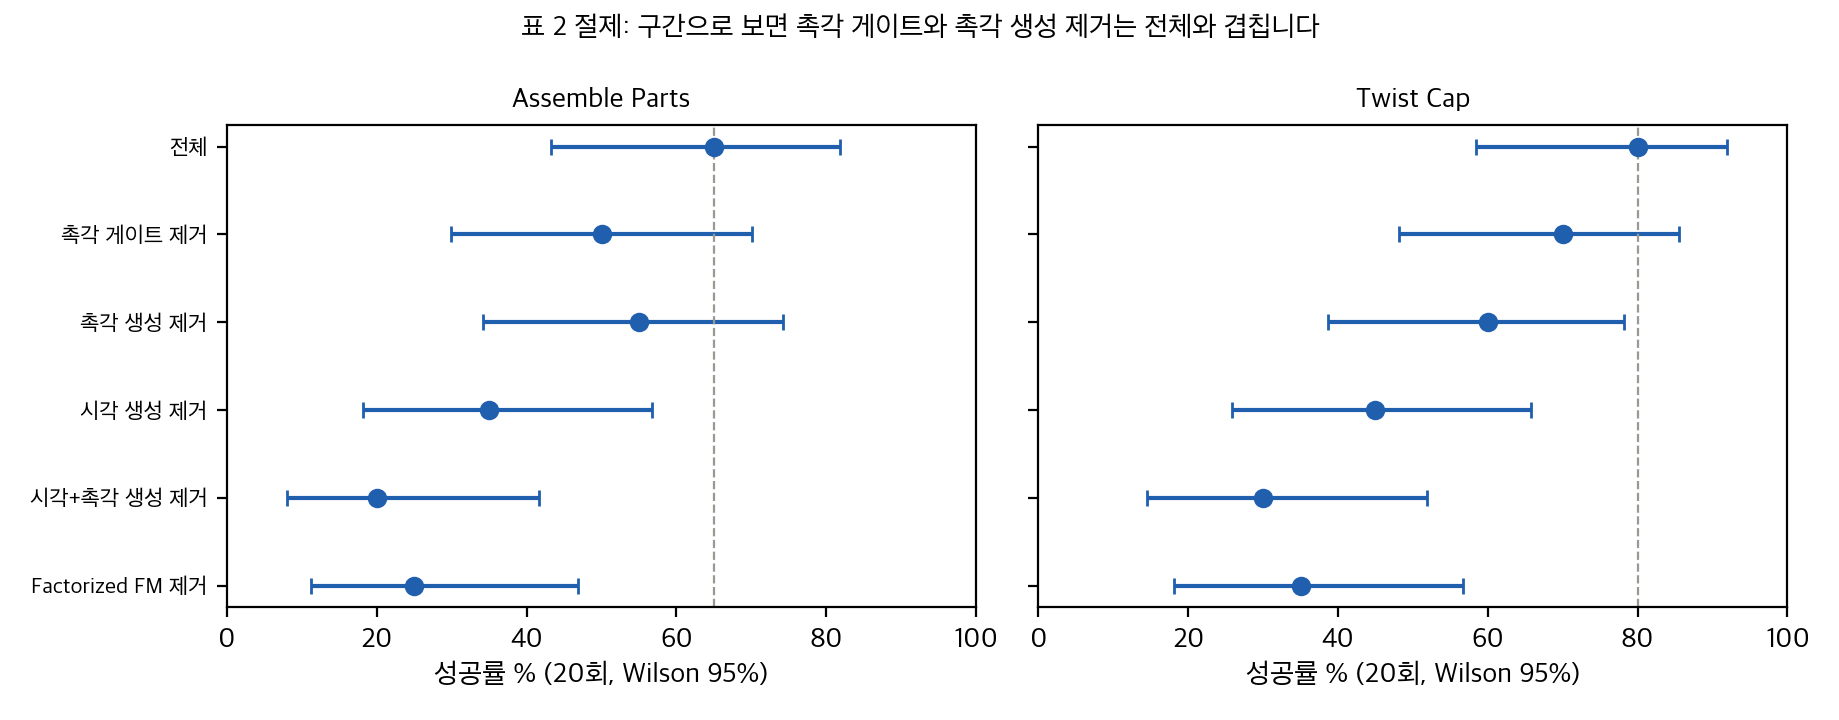 표 2 절제: 구간으로 보면 촉각 게이트와 촉각 생성 제거는 전체와 겹칩니다
Assemble Parts
Twist Cap
전체
촉각 게이트 제거
촉각 생성 제거
시각 생성 제거
시각+촉각 생성 제거
Factorized FM 제거
0 20 40 60 80 100
0 20 40 60 80 100
성공률 % (20회, Wilson 95%)
성공률 % (20회, Wilson 95%)